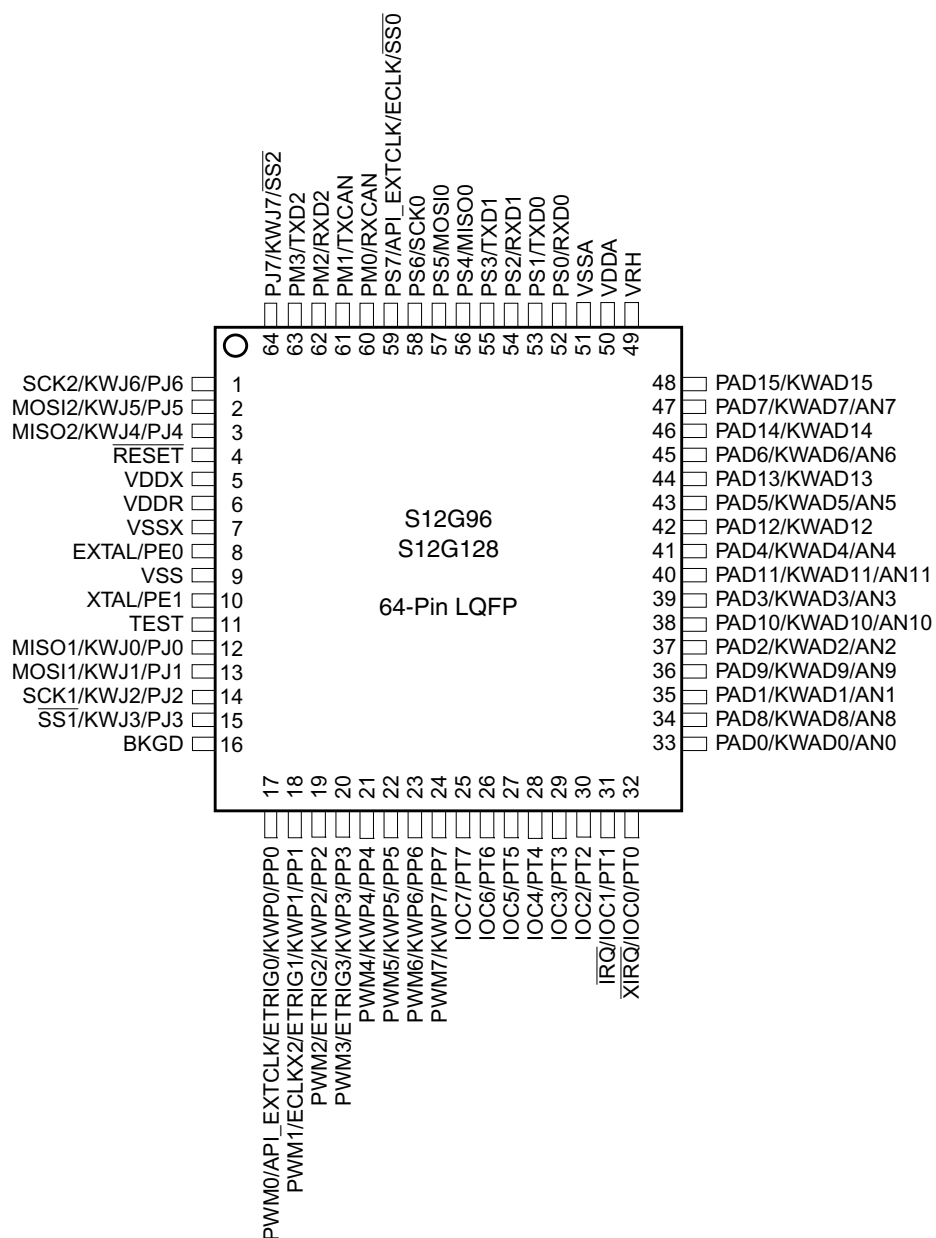 PJ7/KWJ7/SS2
PM3/TXD2
PM2/RXD2
PM1/TXCAN
PM0/RXCAN
PS7/API_EXTCLK/ECLK/SS0
PS6/SCK0
PS5/MOSI0
PS4/MISO0
PS3/TXD1
PS2/RXD1
PS1/TXD0
PS0/RXD0
VSSA
VDDA
VRH
64
63
62
61
60
59
58
57
56
55
54
53
52
51
50
49
SCK2/KWJ6/PJ6 1
MOSI2/KWJ5/PJ5 2
MISO2/KWJ4/PJ4 3
RESET 4
VDDX 5
VDDR 6
VSSX 7
EXTAL/PE0 8
VSS 9
XTAL/PE1 10
TEST 11
MISO1/KWJ0/PJ0 12
MOSI1/KWJ1/PJ1 13
SCK1/KWJ2/PJ2 14
SS1/KWJ3/PJ3 15
BKGD 16
S12G96
S12G128
64-Pin LQFP
48 PAD15/KWAD15
47 PAD7/KWAD7/AN7
46 PAD14/KWAD14
45 PAD6/KWAD6/AN6
44 PAD13/KWAD13
43 PAD5/KWAD5/AN5
42 PAD12/KWAD12
41 PAD4/KWAD4/AN4
40 PAD11/KWAD11/AN11
39 PAD3/KWAD3/AN3
38 PAD10/KWAD10/AN10
37 PAD2/KWAD2/AN2
36 PAD9/KWAD9/AN9
35 PAD1/KWAD1/AN1
34 PAD8/KWAD8/AN8
33 PAD0/KWAD0/AN0
17
18
19
20
21
22
23
24
25
26
27
28
29
30
31
32
PWM0/API_EXTCLK/ETRIG0/KWP0/PP0
PWM1/ECLKX2/ETRIG1/KWP1/PP1
PWM2/ETRIG2/KWP2/PP2
PWM3/ETRIG3/KWP3/PP3
PWM4/KWP4/PP4
PWM5/KWP5/PP5
PWM6/KWP6/PP6
PWM7/KWP7/PP7
IOC7/PT7
IOC6/PT6
IOC5/PT5
IOC4/PT4
IOC3/PT3
IOC2/PT2
IRQ/IOC1/PT1
XIRQ/IOC0/PT0